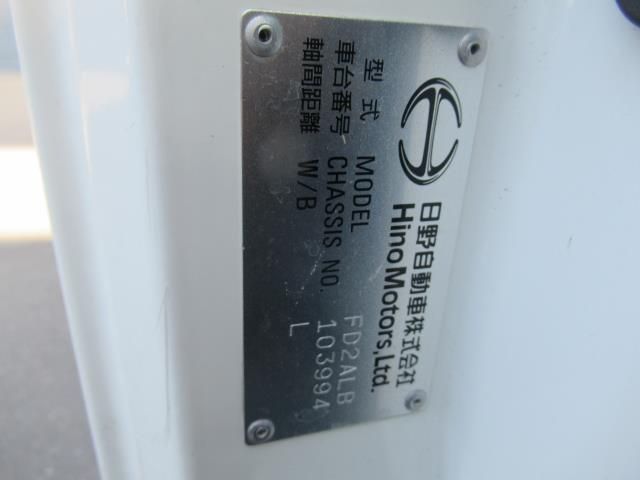 日野自動車株式会社
Hino Motors, Ltd.
型式 MODEL FD2ALB
車台番号 CHASSIS NO. 103994
軸間距離 W/B L